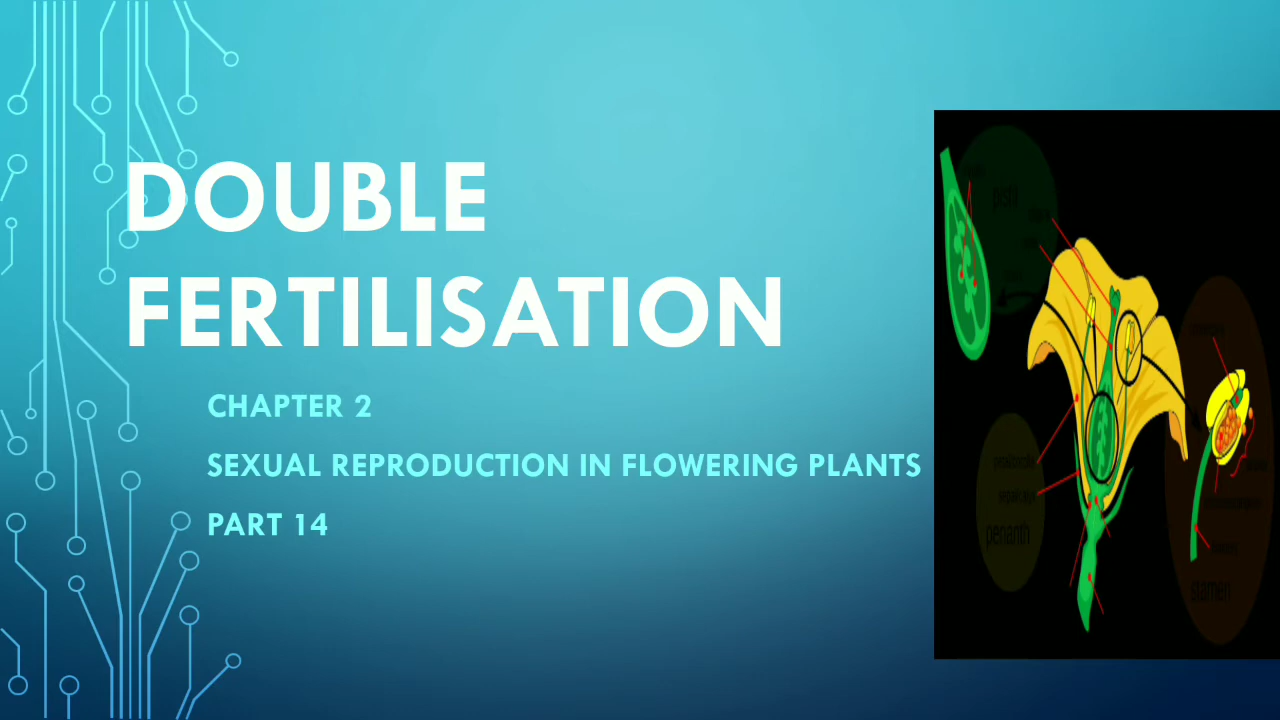 DOUBLE
FERTILISATION
CHAPTER 2
SEXUAL REPRODUCTION IN FLOWERING PLANTS
PART 14
pistil
perianth
stamen